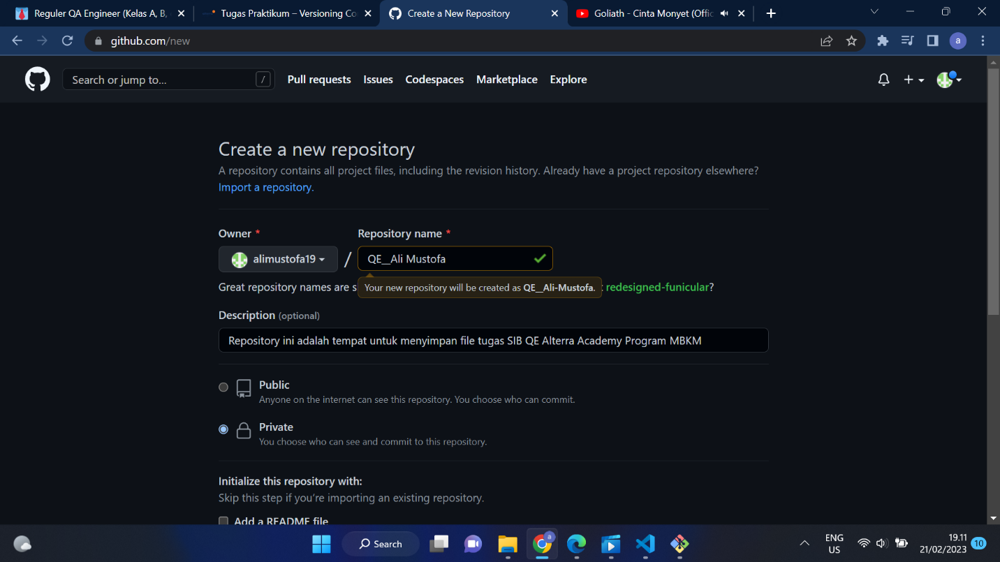 Reguler QA Engineer (Kelas A, B,
Tugas Praktikum – Versioning Co
Create a New Repository
Goliath - Cinta Monyet (Offic
github.com/new
a
Search or jump to...
/
Pull requests
Issues
Codespaces
Marketplace
Explore
Create a new repository
A repository contains all project files, including the revision history. Already have a project repository elsewhere?
Import a repository.
Owner *
Repository name *
alimustofa19
/
QE__Ali Mustofa
Great repository names are s
Your new repository will be created as QE__Ali-Mustofa.
redesigned-funicular?
Description (optional)
Repository ini adalah tempat untuk menyimpan file tugas SIB QE Alterra Academy Program MBKM
Public
Anyone on the internet can see this repository. You choose who can commit.
Private
You choose who can see and commit to this repository.
Initialize this repository with:
Skip this step if you're importing an existing repository.
Add a README file
Search
a
ENG
US
19.11
21/02/2023
10